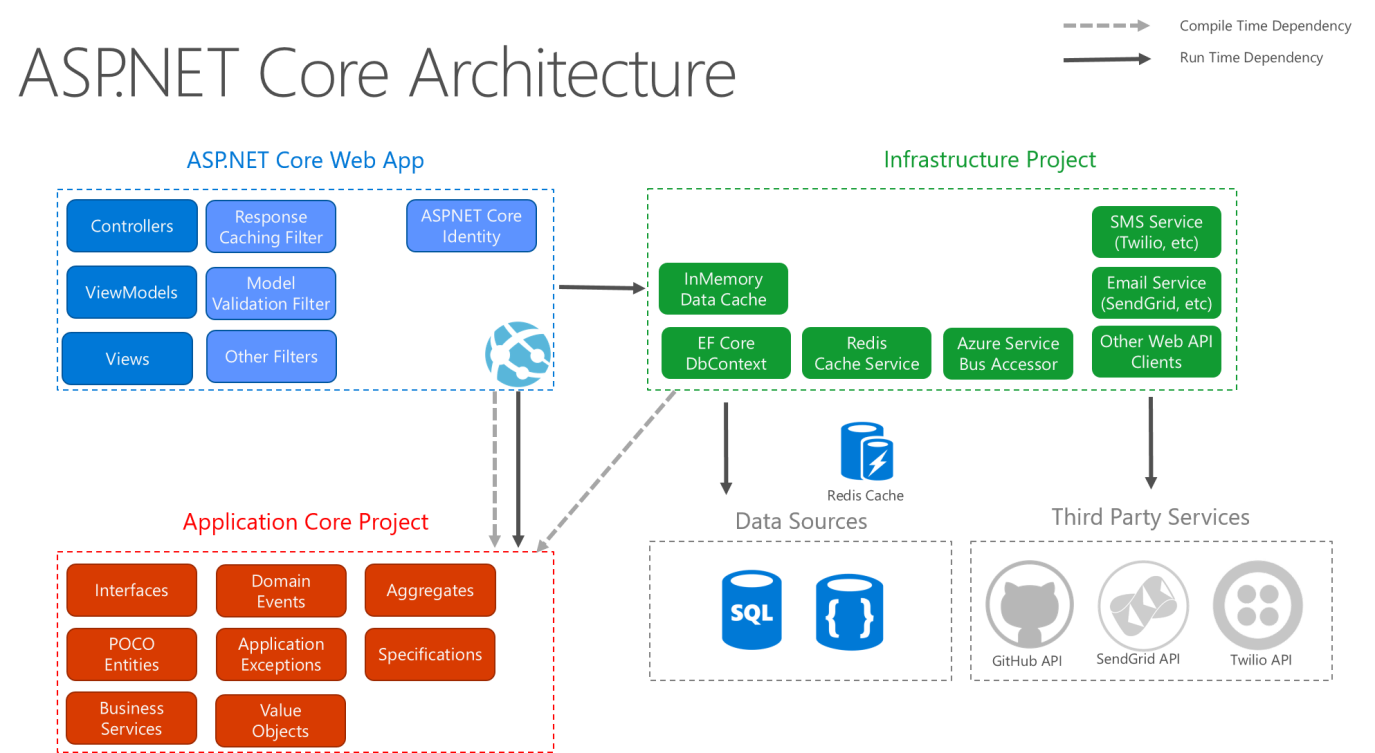 Compile Time Dependency
Run Time Dependency
ASP.NET Core Architecture
ASP.NET Core Web App
Controllers
Response
Caching Filter
ASPNET Core
Identity
ViewModels
Model
Validation Filter
Views
Other Filters
Infrastructure Project
SMS Service
(Twilio, etc)
InMemory
Data Cache
Email Service
(SendGrid, etc)
EF Core
DbContext
Redis
Cache Service
Azure Service
Bus Accessor
Other Web API
Clients
Redis Cache
Application Core Project
Interfaces
Domain
Events
Aggregates
POCO
Entities
Application
Exceptions
Specifications
Business
Services
Value
Objects
Data Sources
SQL
{ }
Third Party Services
GitHub API
SendGrid API
Twilio API